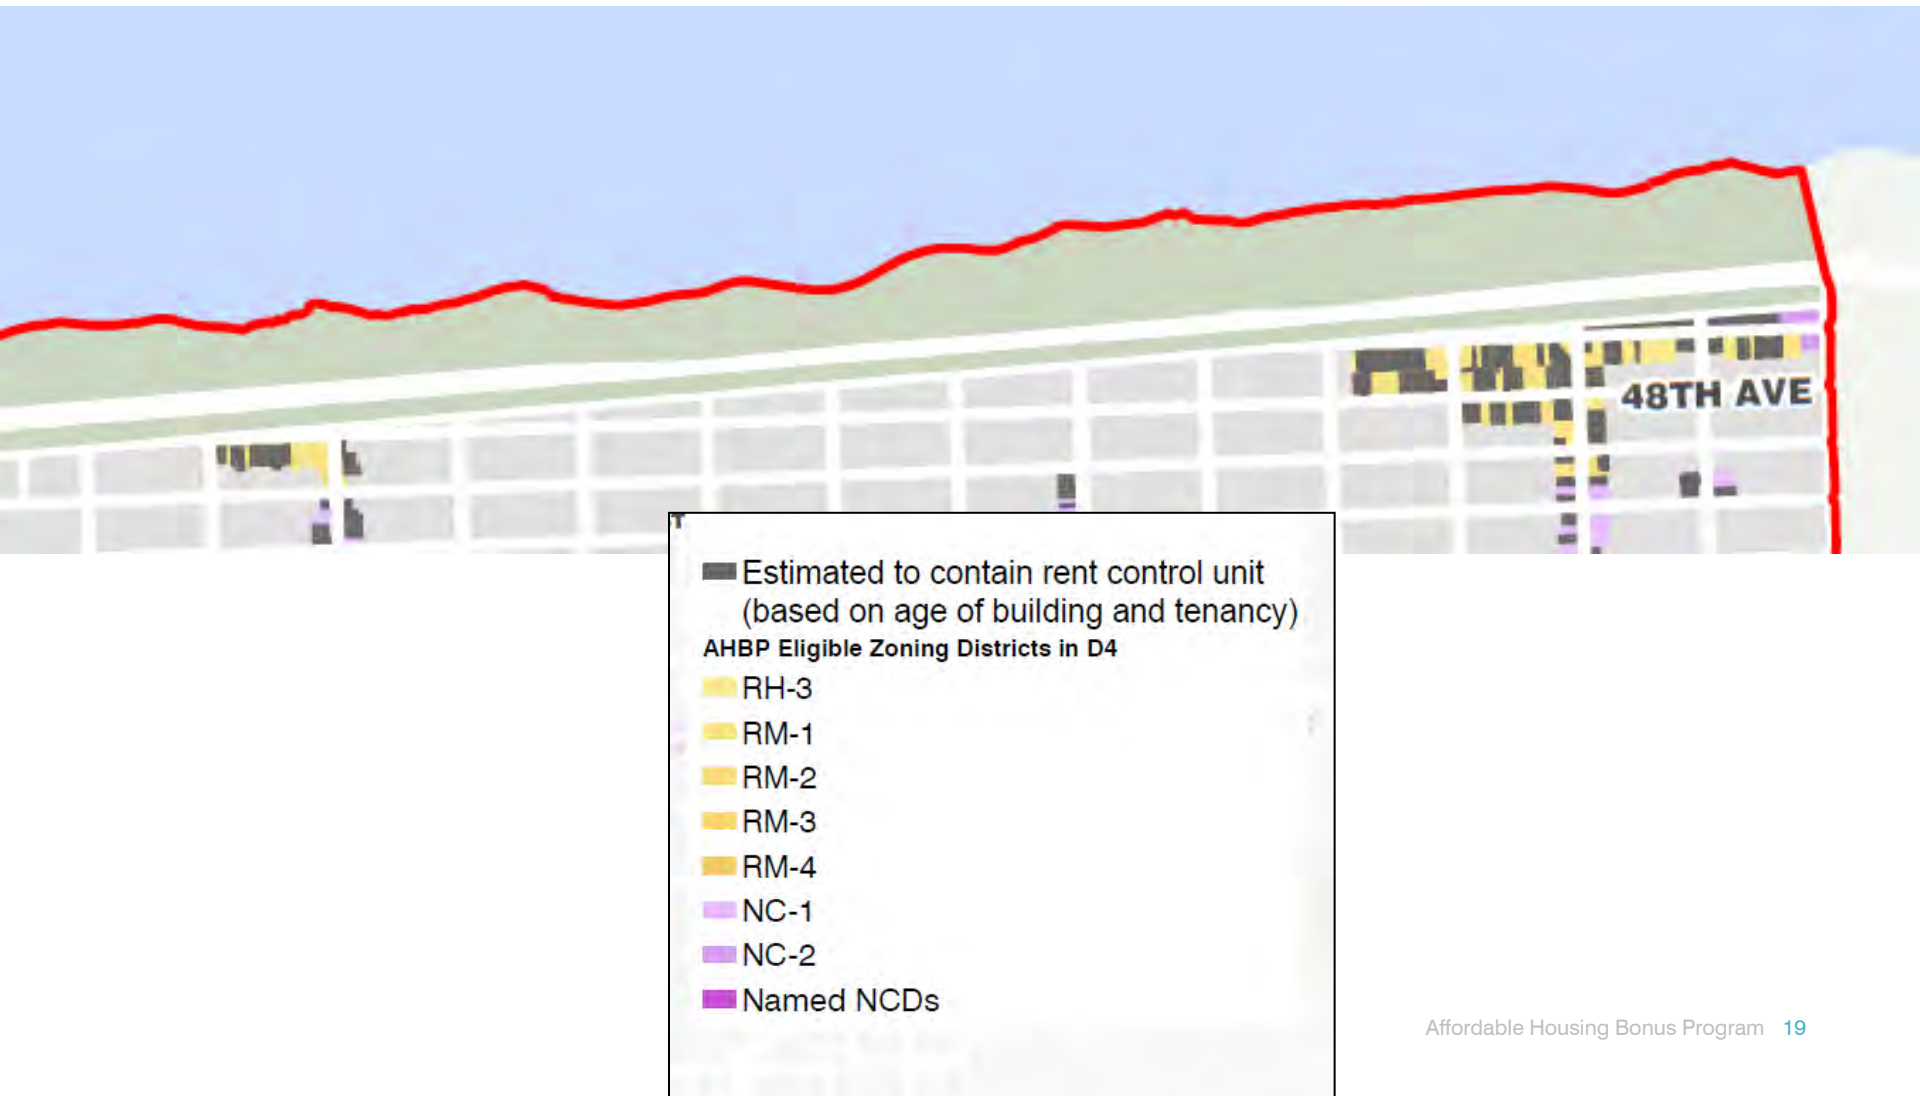 48TH AVE
T
Estimated to contain rent control unit
(based on age of building and tenancy)
AHBP Eligible Zoning Districts in D4
RH-3
RM-1
RM-2
RM-3
RM-4
NC-1
NC-2
Named NCDs
Affordable Housing Bonus Program 19